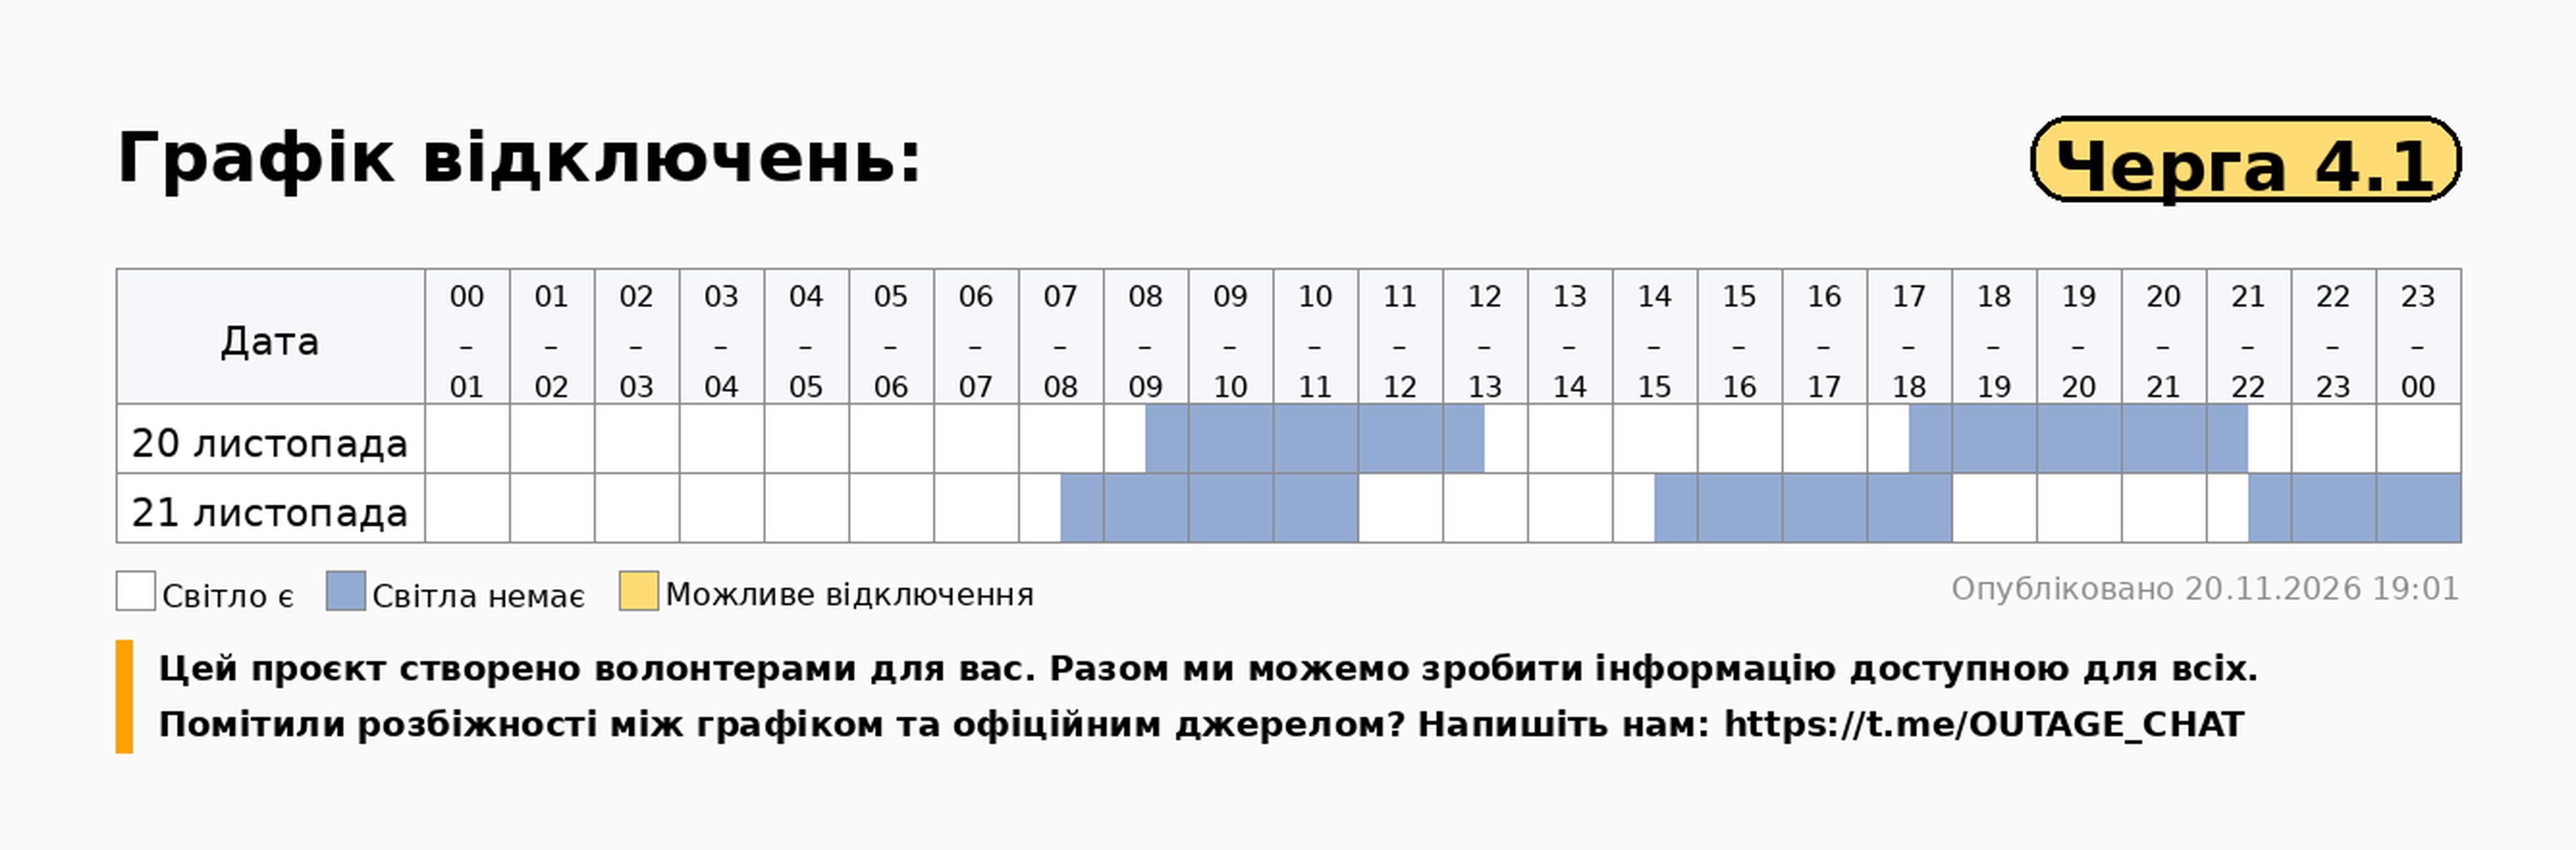 Графік відключень:
Черга 4.1
Дата
00 – 01
01 – 02
02 – 03
03 – 04
04 – 05
05 – 06
06 – 07
07 – 08
08 – 09
09 – 10
10 – 11
11 – 12
12 – 13
13 – 14
14 – 15
15 – 16
16 – 17
17 – 18
18 – 19
19 – 20
20 – 21
21 – 22
22 – 23
23 – 00
20 листопада
21 листопада
Світло є
Світла немає
Можливе відключення
Опубліковано 20.11.2026 19:01
Цей проєкт створено волонтерами для вас. Разом ми можемо зробити інформацію доступною для всіх.
Помітили розбіжності між графіком та офіційним джерелом? Напишіть нам: https://t.me/OUTAGE_CHAT